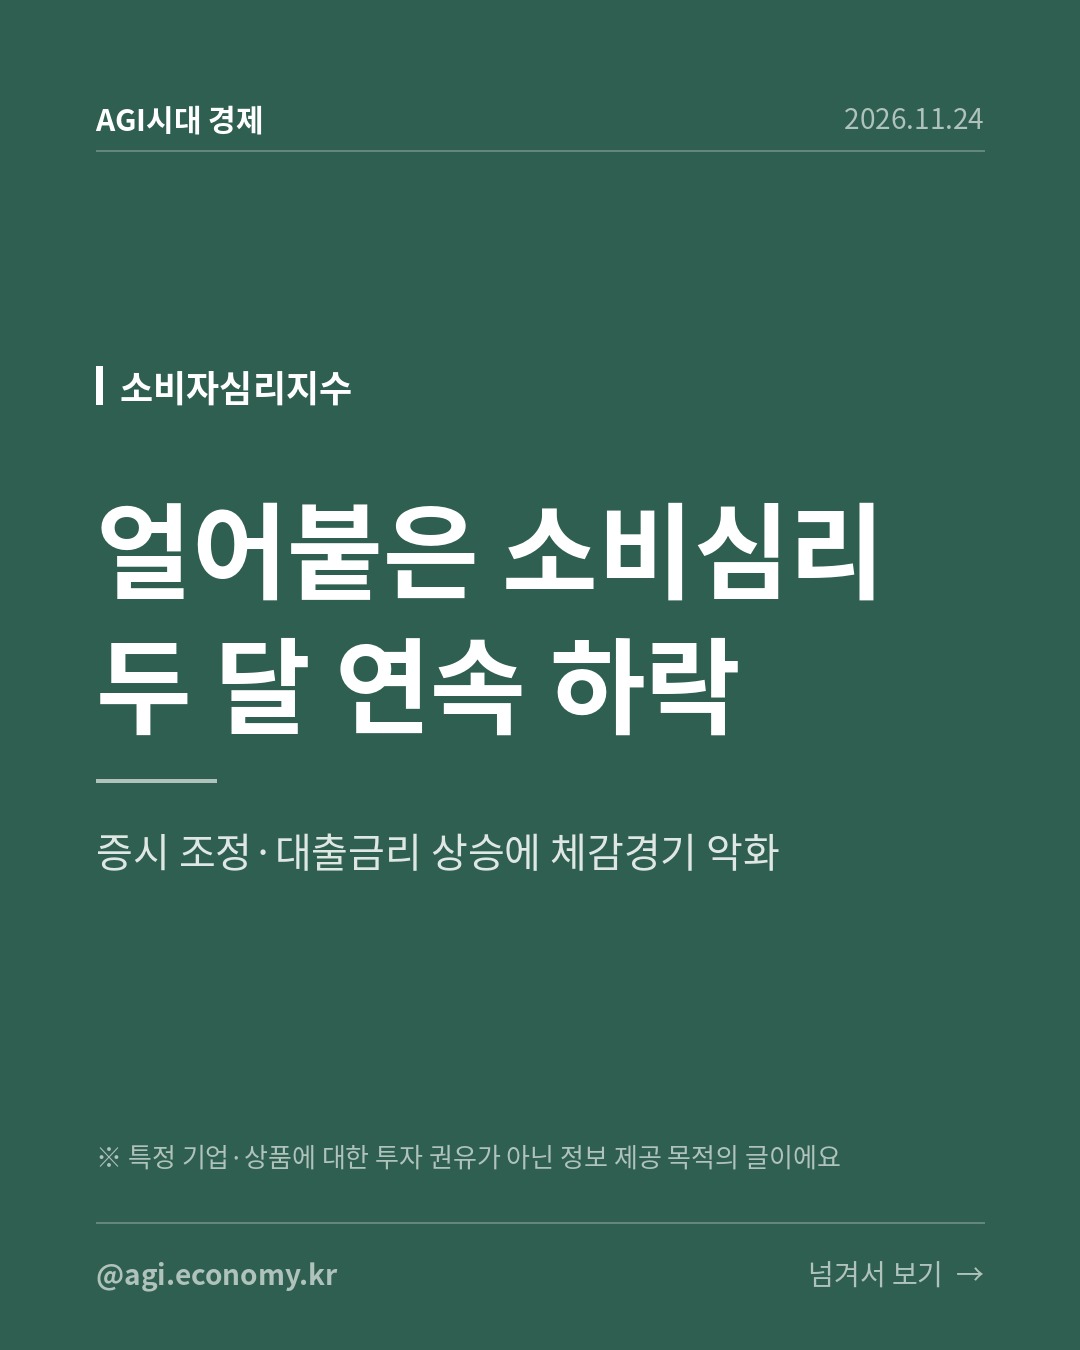 AGI시대 경제
2026.11.24
소비자심리지수
얼어붙은 소비심리
두 달 연속 하락
증시 조정·대출금리 상승에 체감경기 악화
※ 특정 기업·상품에 대한 투자 권유가 아닌 정보 제공 목적의 글이에요
@agi.economy.kr
넘겨서 보기 →